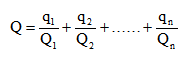 Q = q₁/Q₁ + q₂/Q₂ + ...... + qₙ/Qₙ